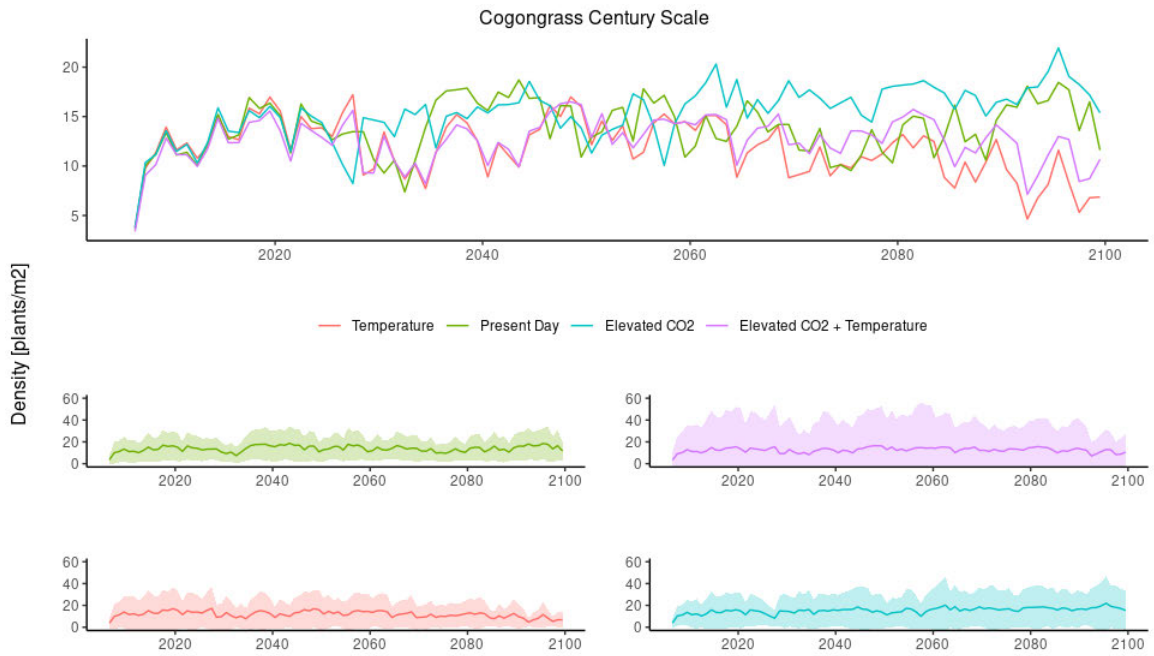 Cogongrass Century Scale
20
15
10
5
2020 2040 2060 2080 2100
Density [plants/m2]
Temperature Present Day Elevated CO2 Elevated CO2 + Temperature
60 60
40 40
20 20
0 0
2020 2040 2060 2080 2100 2020 2040 2060 2080 2100
60 60
40 40
20 20
0 0
2020 2040 2060 2080 2100 2020 2040 2060 2080 2100